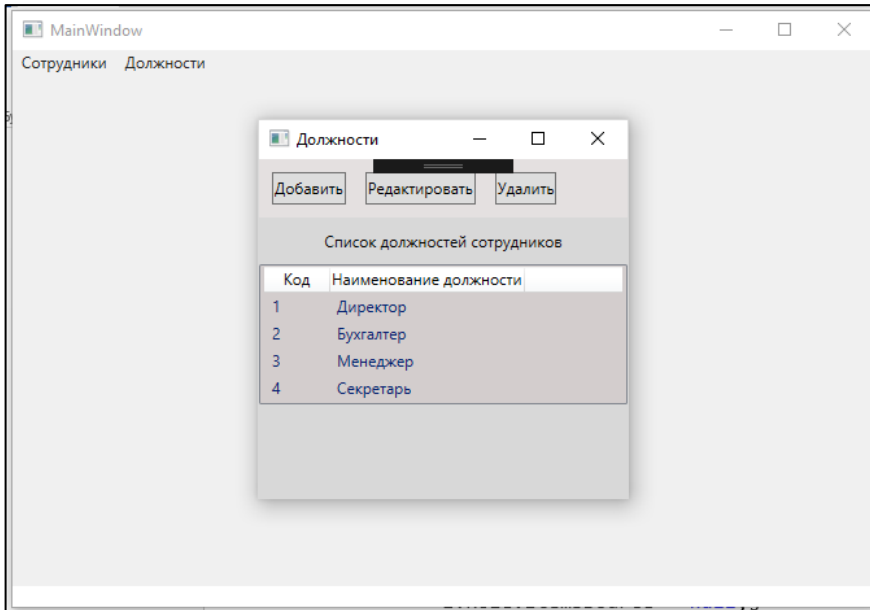 MainWindow
Сотрудники Должности
Должности
Добавить Редактировать Удалить
Список должностей сотрудников
Код Наименование должности
1 Директор
2 Бухгалтер
3 Менеджер
4 Секретарь